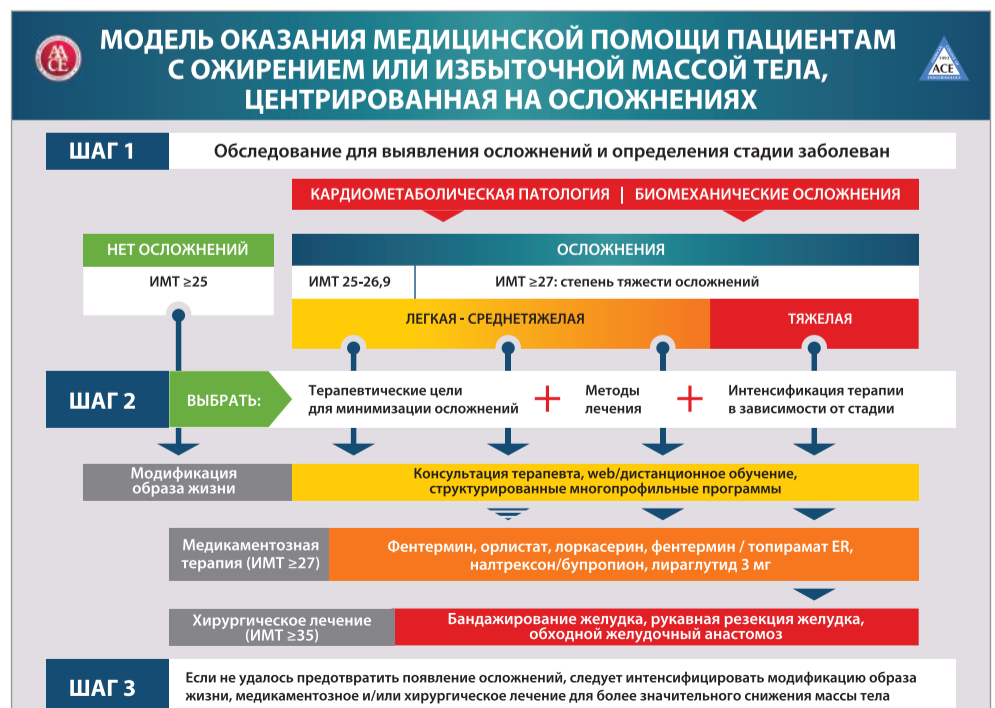 МОДЕЛЬ ОКАЗАНИЯ МЕДИЦИНСКОЙ ПОМОЩИ ПАЦИЕНТАМ
С ОЖИРЕНИЕМ ИЛИ ИЗБЫТОЧНОЙ МАССОЙ ТЕЛА,
ЦЕНТРИРОВАННАЯ НА ОСЛОЖНЕНИЯХ
AACE
ACE
ШАГ 1
Обследование для выявления осложнений и определения стадии заболеван
КАРДИОМЕТАБОЛИЧЕСКАЯ ПАТОЛОГИЯ | БИОМЕХАНИЧЕСКИЕ ОСЛОЖНЕНИЯ
НЕТ ОСЛОЖНЕНИЙ
ИМТ ≥25
ОСЛОЖНЕНИЯ
ИМТ 25-26,9
ИМТ ≥27: степень тяжести осложнений
ЛЕГКАЯ - СРЕДНЕТЯЖЕЛАЯ
ТЯЖЕЛАЯ
ШАГ 2
ВЫБРАТЬ:
Терапевтические цели
для минимизации осложнений
+
Методы
лечения
+
Интенсификация терапии
в зависимости от стадии
Модификация
образа жизни
Консультация терапевта, web/дистанционное обучение,
структурированные многопрофильные программы
Медикаментозная
терапия (ИМТ ≥27)
Фентермин, орлистат, лоркасерин, фентермин / топирамат ER,
налтрексон/бупропион, лираглутид 3 мг
Хирургическое лечение
(ИМТ ≥35)
Бандажирование желудка, рукавная резекция желудка,
обходной желудочный анастомоз
ШАГ 3
Если не удалось предотвратить появление осложнений, следует интенсифицировать модификацию образа
жизни, медикаментозное и/или хирургическое лечение для более значительного снижения массы тела